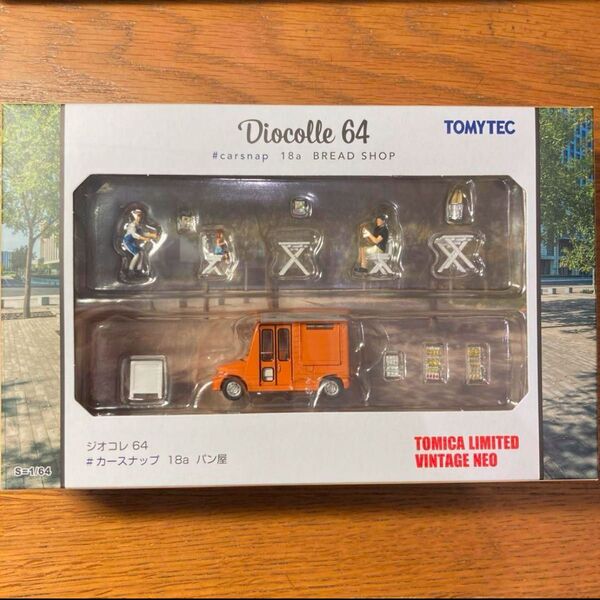 Diocolle 64
#carsnap 18a BREAD SHOP
TOMYTEC
ジオコレ 64
#カースナップ 18a パン屋
S=1/64
TOMICA LIMITED
VINTAGE NEO